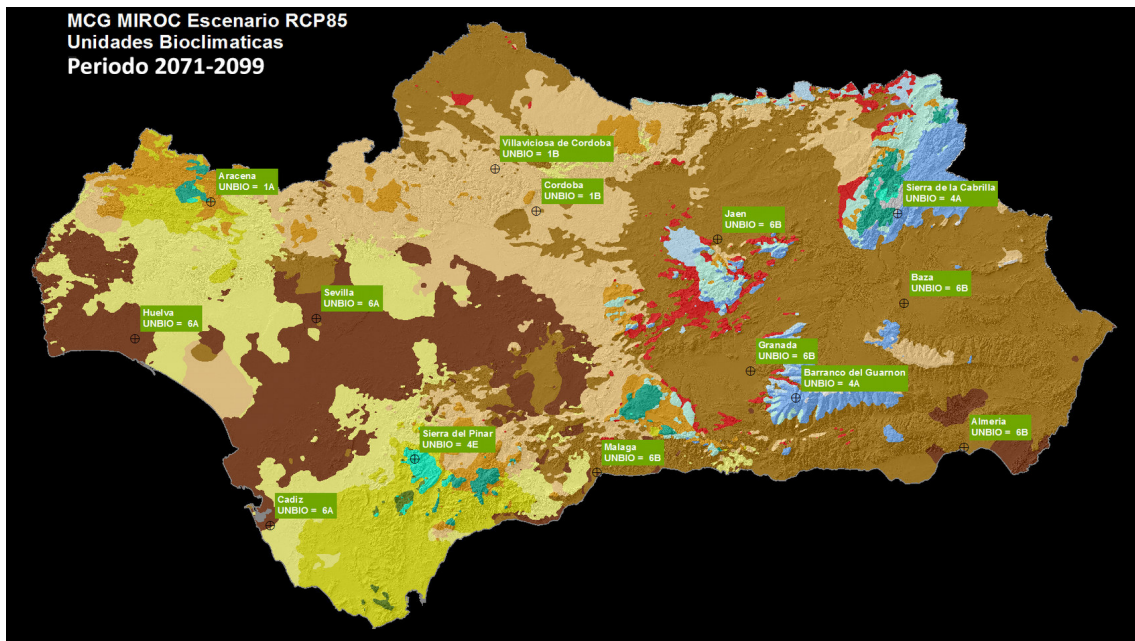 MCG MIROC Escenario RCP85
Unidades Bioclimaticas
Periodo 2071-2099
Villaviciosa de Cordoba
UNBIO = 1B
Aracena
UNBIO = 1A
Cordoba
UNBIO = 1B
Sierra de la Cabrilla
UNBIO = 4A
Jaen
UNBIO = 6B
Baza
UNBIO = 6B
Sevilla
UNBIO = 6A
Huelva
UNBIO = 6A
Granada
UNBIO = 6B
Barranco del Guarnon
UNBIO = 4A
Almeria
UNBIO = 6B
Sierra del Pinar
UNBIO = 4E
Malaga
UNBIO = 6B
Cadiz
UNBIO = 6A